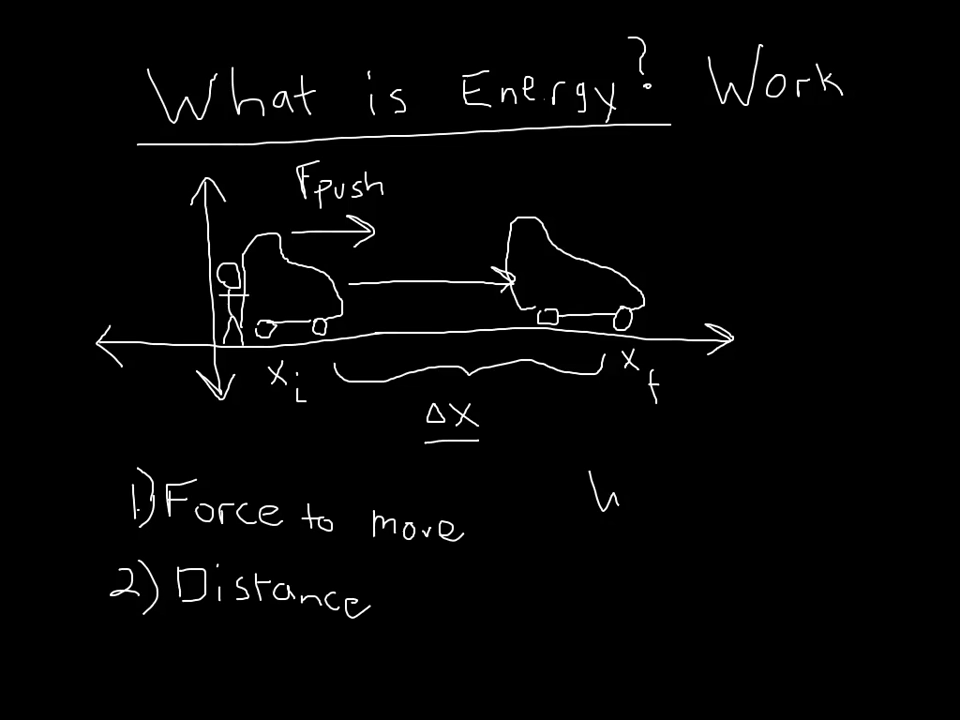 What is Energy? Work
Fpush
xi
xf
Δx
1) Force to move
2) Distance